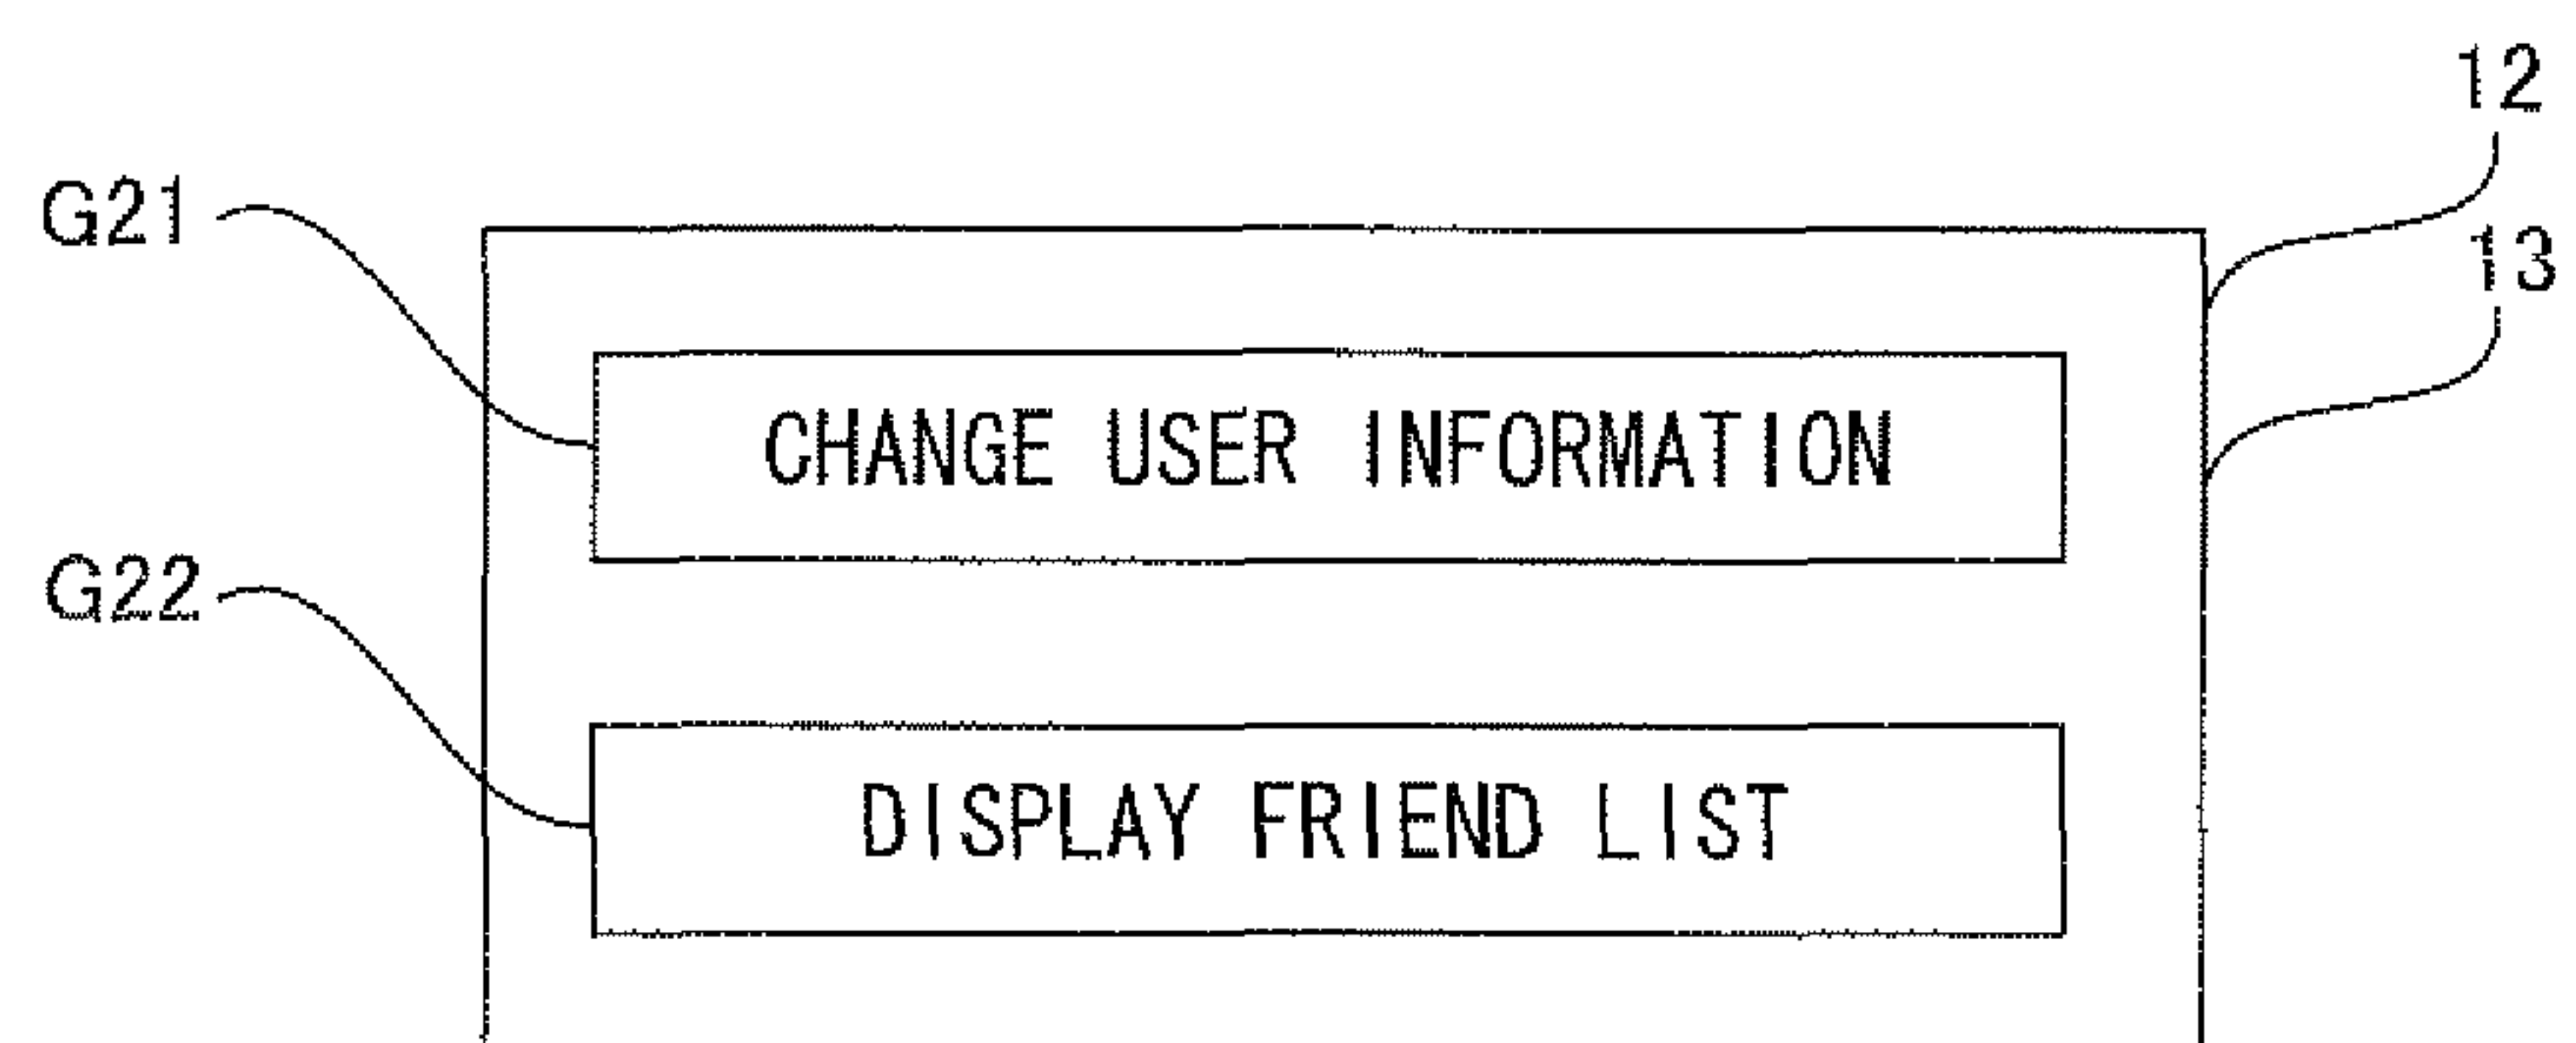 12
G21
13
CHANGE USER INFORMATION
G22
DISPLAY FRIEND LIST